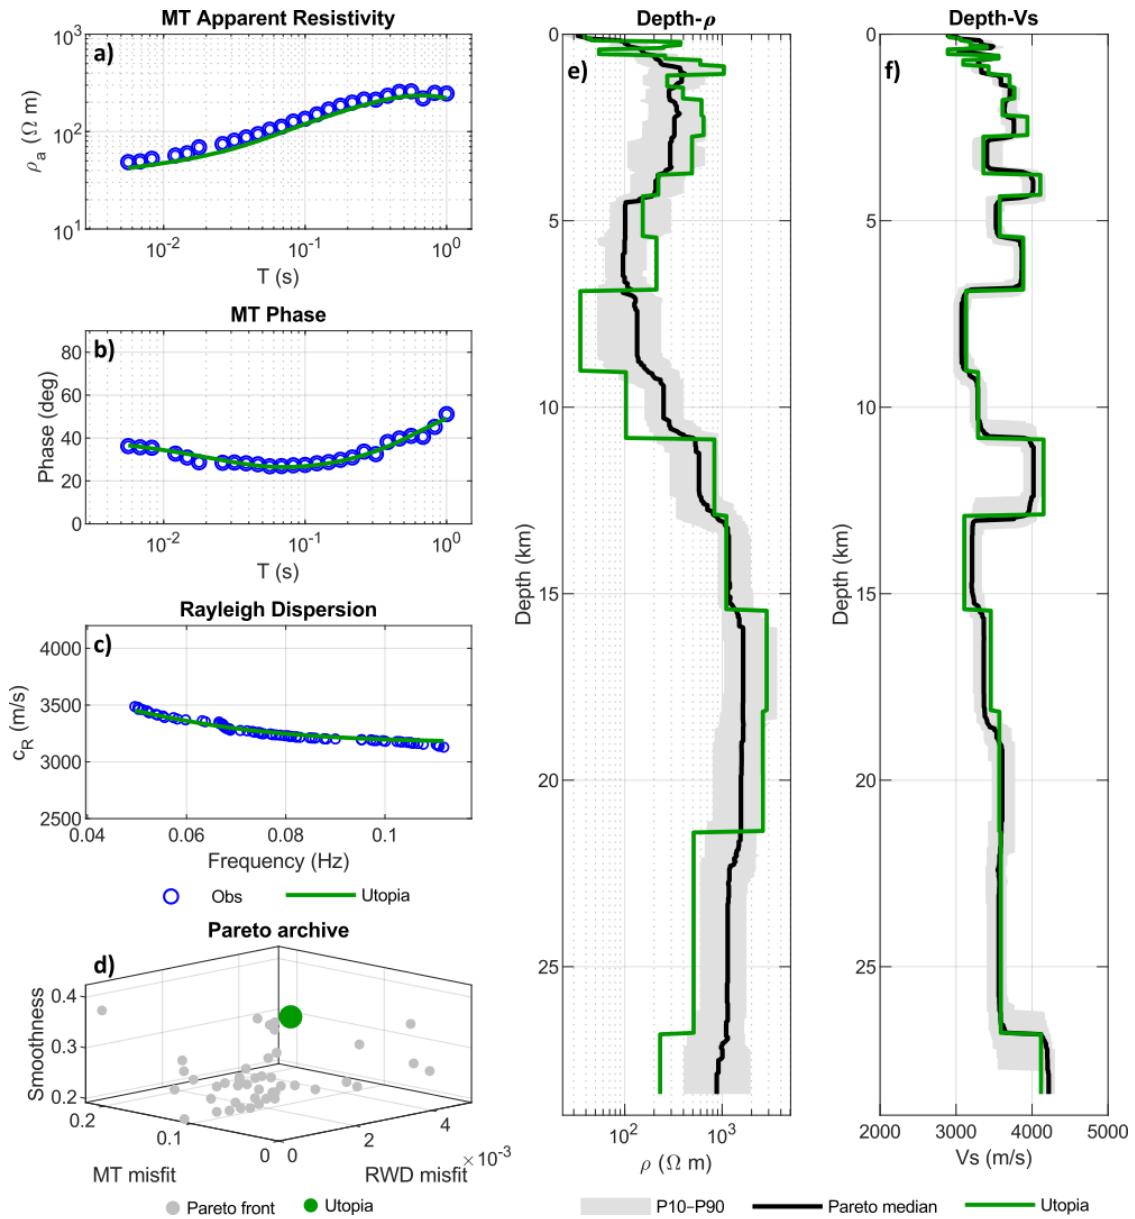 MT Apparent Resistivity
a)
10³
10²
10¹
ρa (Ω m)
10⁻² 10⁻¹ 10⁰
T (s)
MT Phase
b)
80
60
40
20
0
Phase (deg)
10⁻² 10⁻¹ 10⁰
T (s)
Rayleigh Dispersion
c)
4000
3500
3000
2500
cR (m/s)
0.04 0.06 0.08 0.1
Frequency (Hz)
Obs Utopia
Pareto archive
d)
0.4
0.3
0.2
Smoothness
0.2 0.1 0 0 2 4
×10⁻³
MT misfit RWD misfit
Pareto front Utopia
Depth-ρ
e)
0
5
10
15
20
25
Depth (km)
10² 10³
ρ (Ω m)
Depth-Vs
f)
0
5
10
15
20
25
Depth (km)
2000 3000 4000 5000
Vs (m/s)
P10–P90 Pareto median Utopia